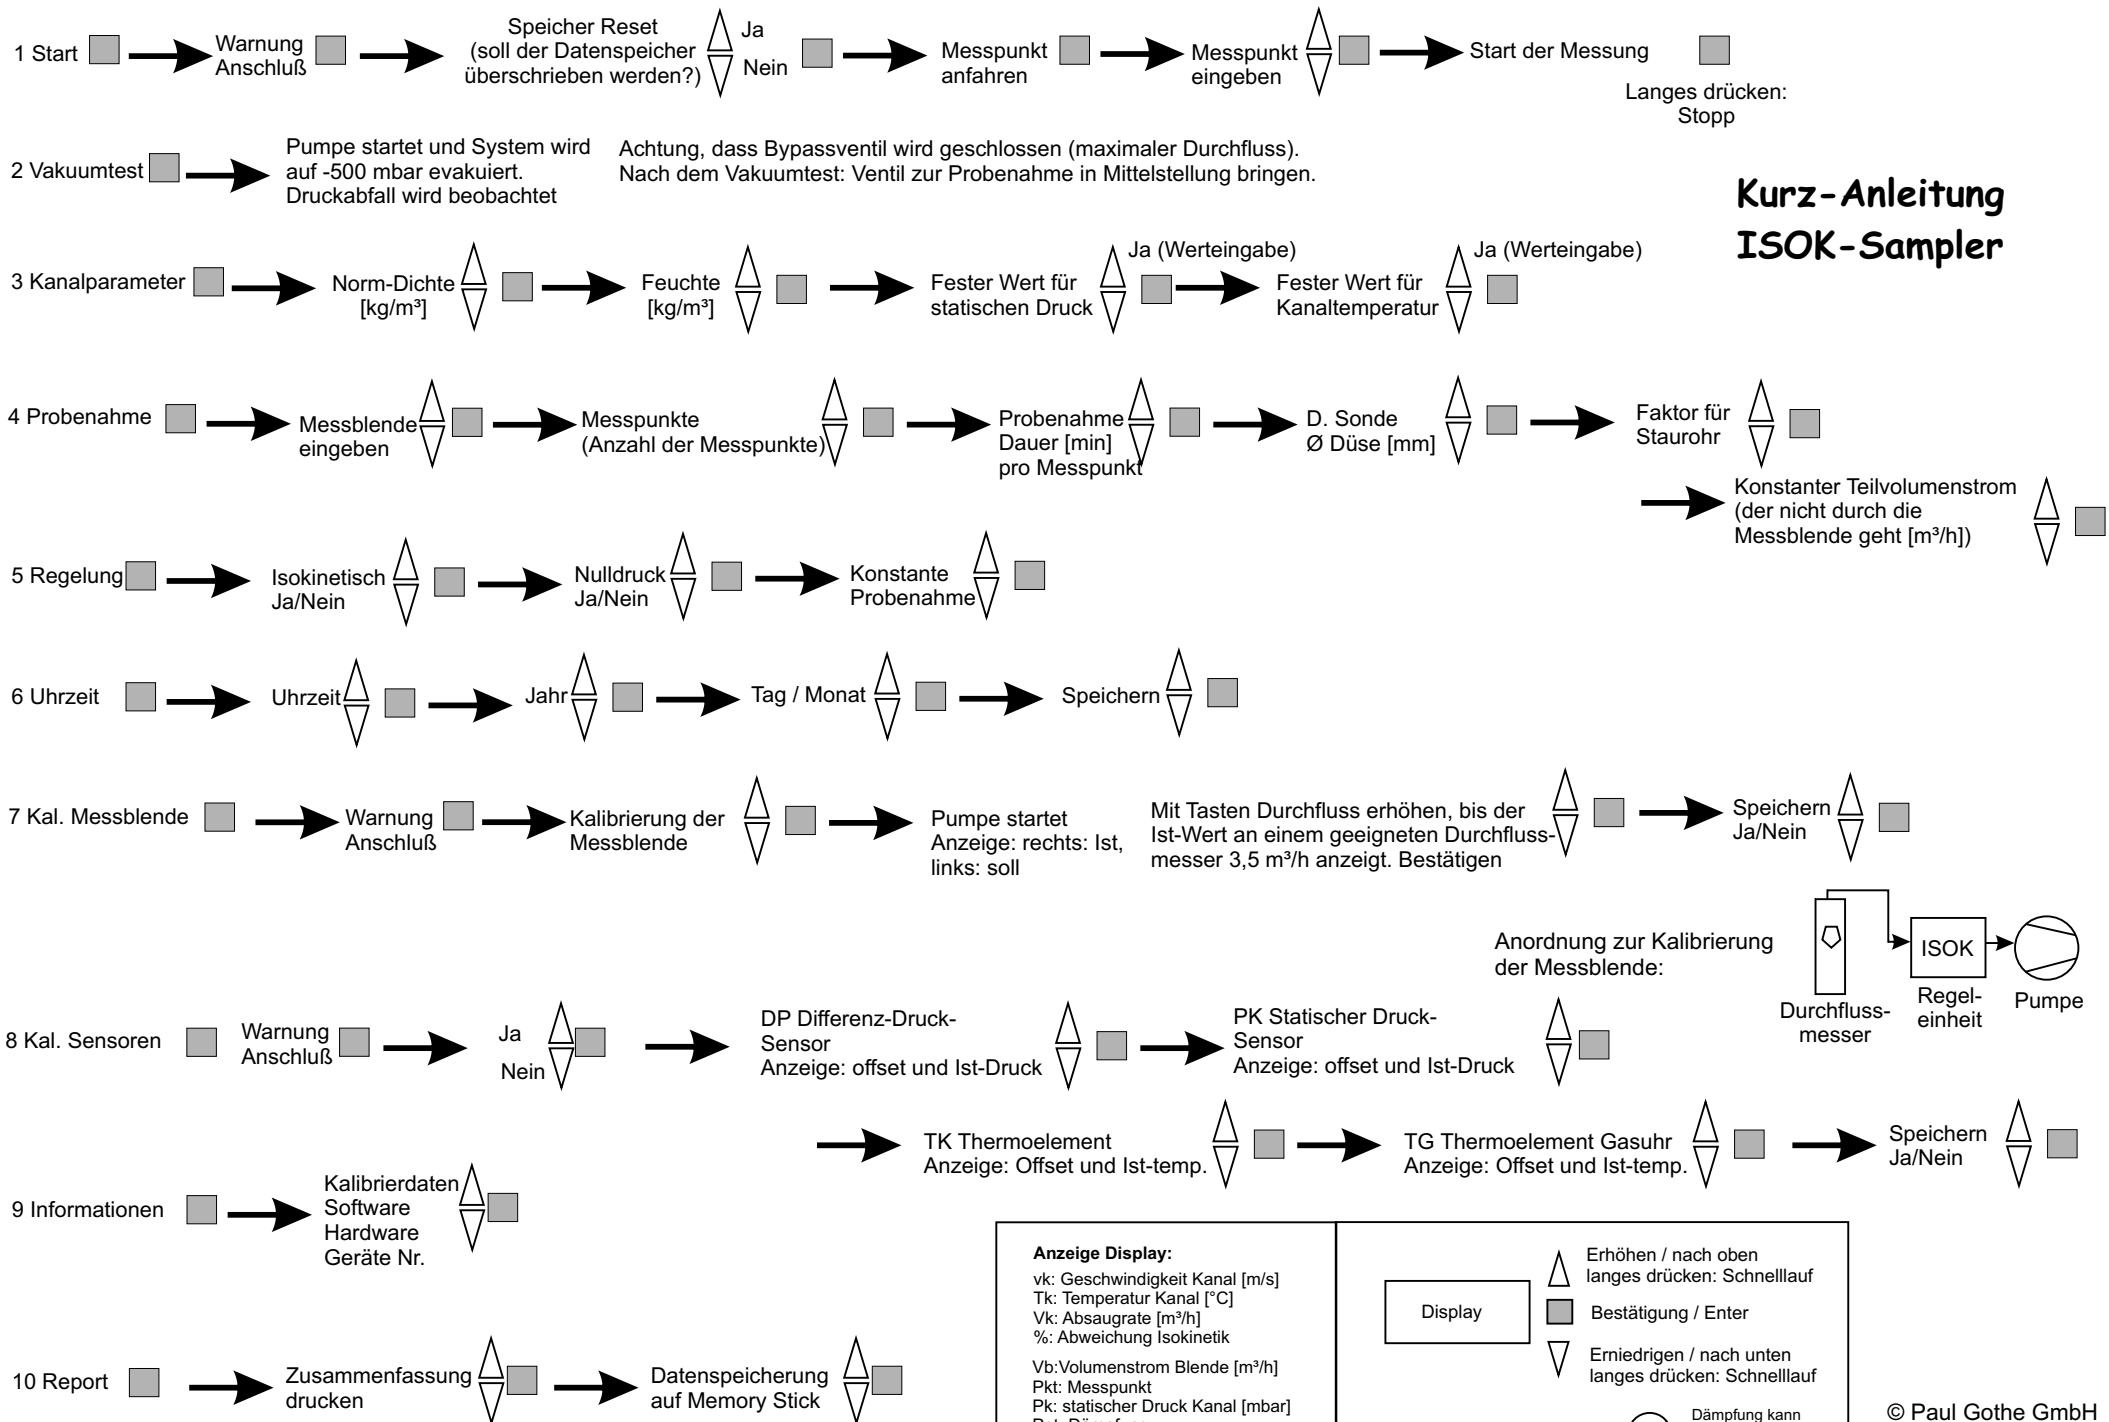 1 Start
Warnung
Anschluß
Speicher Reset
(soll der Datenspeicher
überschrieben werden?)
Ja
Nein
Messpunkt
anfahren
Messpunkt
eingeben
Start der Messung
Langes drücken:
Stopp
2 Vakuumtest
Pumpe startet und System wird
auf -500 mbar evakuiert.
Druckabfall wird beobachtet
Achtung, dass Bypassventil wird geschlossen (maximaler Durchfluss).
Nach dem Vakuumtest: Ventil zur Probenahme in Mittelstellung bringen.
Kurz-Anleitung
ISOK-Sampler
3 Kanalparameter
Norm-Dichte
[kg/m³]
Feuchte
[kg/m³]
Fester Wert für
statischen Druck
Ja (Werteingabe)
Fester Wert für
Kanaltemperatur
Ja (Werteingabe)
4 Probenahme
Messblende
eingeben
Messpunkte
(Anzahl der Messpunkte)
Probenahme
Dauer [min]
pro Messpunkt
D. Sonde
Ø Düse [mm]
Faktor für
Staurohr
Konstanter Teilvolumenstrom
(der nicht durch die
Messblende geht [m³/h])
5 Regelung
Isokinetisch
Ja/Nein
Nulldruck
Ja/Nein
Konstante
Probenahme
6 Uhrzeit
Uhrzeit
Jahr
Tag / Monat
Speichern
7 Kal. Messblende
Warnung
Anschluß
Kalibrierung der
Messblende
Pumpe startet
Anzeige: rechts: Ist,
links: soll
Mit Tasten Durchfluss erhöhen, bis der
Ist-Wert an einem geeigneten Durchfluss-
messer 3,5 m³/h anzeigt. Bestätigen
Speichern
Ja/Nein
Anordnung zur Kalibrierung
der Messblende:
ISOK
Durchfluss-
messer
Regel-
einheit
Pumpe
8 Kal. Sensoren
Warnung
Anschluß
Ja
Nein
DP Differenz-Druck-
Sensor
Anzeige: offset und Ist-Druck
PK Statischer Druck-
Sensor
Anzeige: offset und Ist-Druck
TK Thermoelement
Anzeige: Offset und Ist-temp.
TG Thermoelement Gasuhr
Anzeige: Offset und Ist-temp.
Speichern
Ja/Nein
9 Informationen
Kalibrierdaten
Software
Hardware
Geräte Nr.
10 Report
Zusammenfassung
drucken
Datenspeicherung
auf Memory Stick
Anzeige Display:
vk: Geschwindigkeit Kanal [m/s]
Tk: Temperatur Kanal [°C]
Vk: Absaugrate [m³/h]
%: Abweichung Isokinetik
Vb:Volumenstrom Blende [m³/h]
Pkt: Messpunkt
Pk: statischer Druck Kanal [mbar]
Display
Erhöhen / nach oben
langes drücken: Schnelllauf
Bestätigung / Enter
Erniedrigen / nach unten
langes drücken: Schnelllauf
Dämpfung kann
© Paul Gothe GmbH